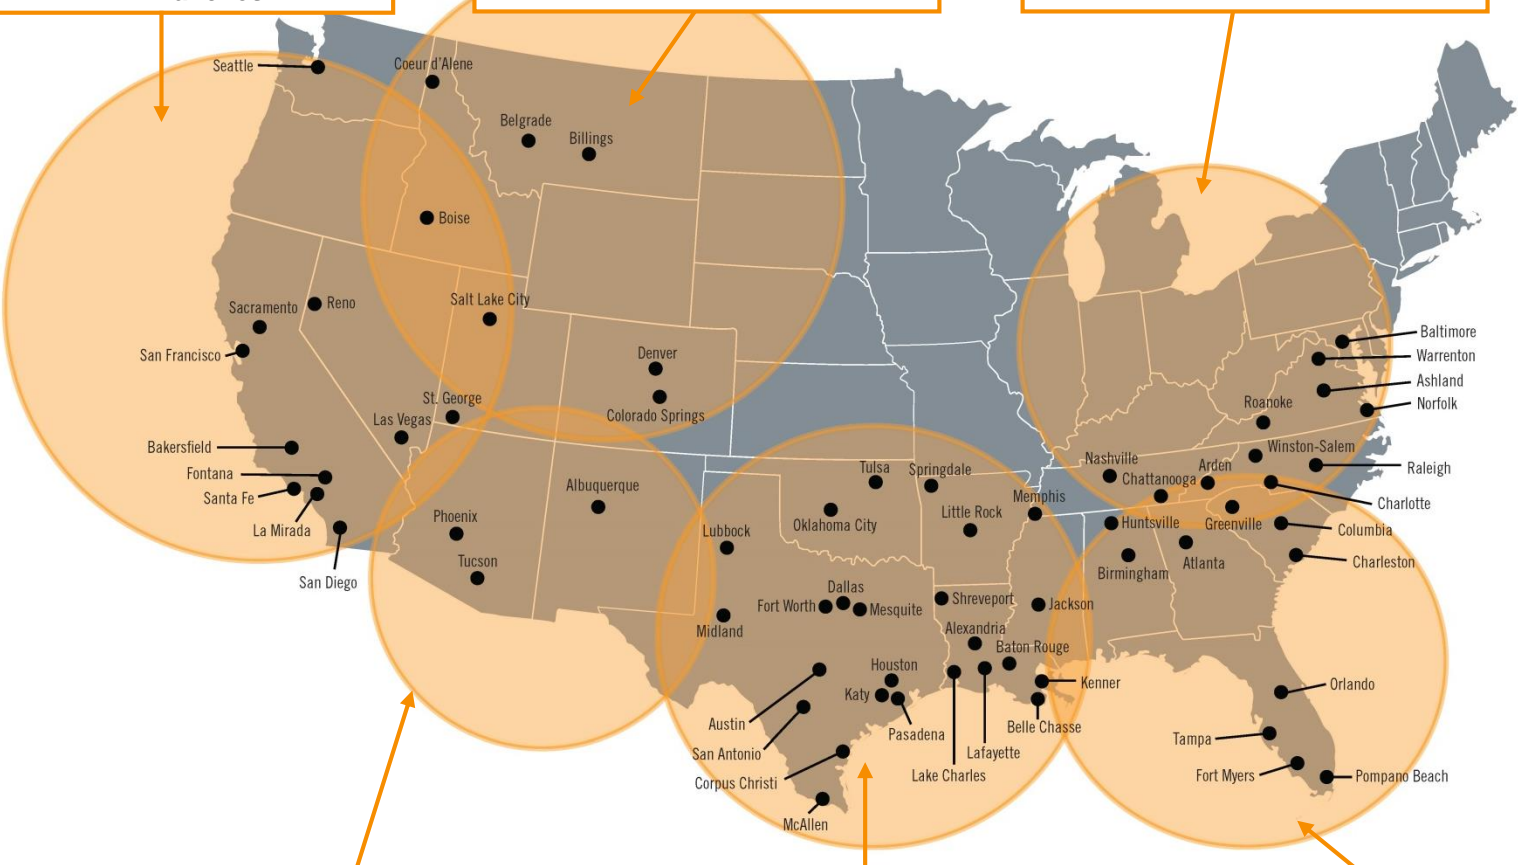 Seattle
Coeur d'Alene
Belgrade
Billings
Boise
Salt Lake City
Sacramento
Reno
San Francisco
Denver
Colorado Springs
St. George
Las Vegas
Bakersfield
Fontana
Santa Fe
La Mirada
San Diego
Phoenix
Tucson
Albuquerque
Lubbock
Midland
Tulsa
Springdale
Oklahoma City
Little Rock
Memphis
Dallas
Fort Worth
Mesquite
Shreveport
Jackson
Alexandria
Baton Rouge
Houston
Katy
Pasadena
Kenner
Belle Chasse
Lafayette
Lake Charles
Austin
San Antonio
Corpus Christi
McAllen
Baltimore
Warrenton
Ashland
Norfolk
Roanoke
Winston-Salem
Raleigh
Nashville
Chattanooga
Arden
Charlotte
Huntsville
Greenville
Columbia
Birmingham
Atlanta
Charleston
Orlando
Tampa
Fort Myers
Pompano Beach